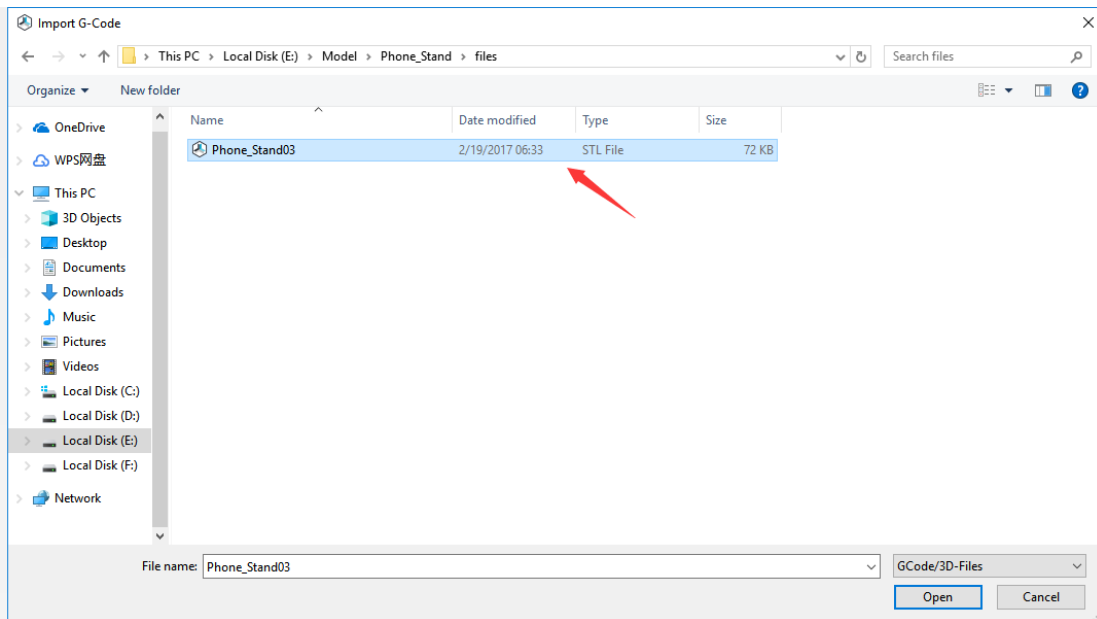 Import G-Code
This PC > Local Disk (E:) > Model > Phone_Stand > files
Search files
Organize
New folder
Name
Date modified
Type
Size
Phone_Stand03
2/19/2017 06:33
STL File
72 KB
OneDrive
WPS网盘
This PC
3D Objects
Desktop
Documents
Downloads
Music
Pictures
Videos
Local Disk (C:)
Local Disk (D:)
Local Disk (E:)
Local Disk (F:)
Network
File name:
Phone_Stand03
GCode/3D-Files
Open
Cancel